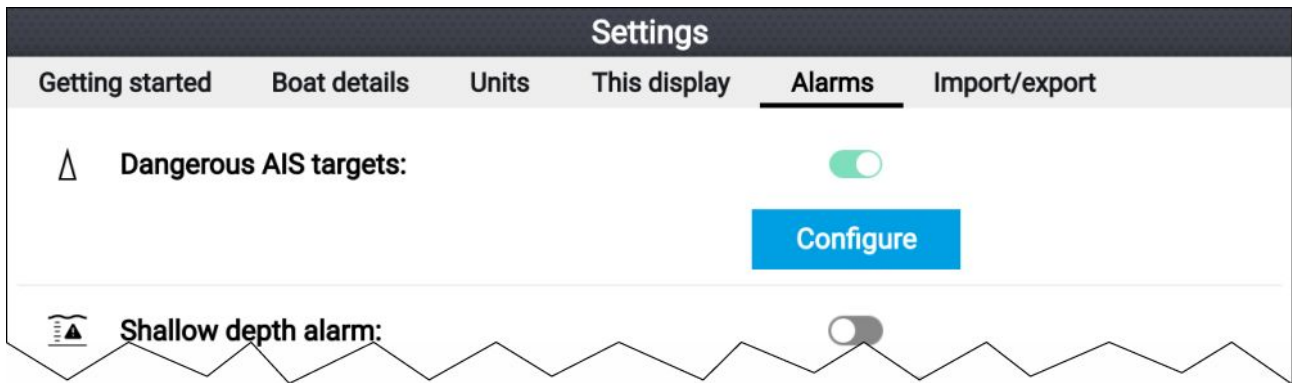 Settings
Getting started Boat details Units This display Alarms Import/export
Dangerous AIS targets:
Configure
Shallow depth alarm: